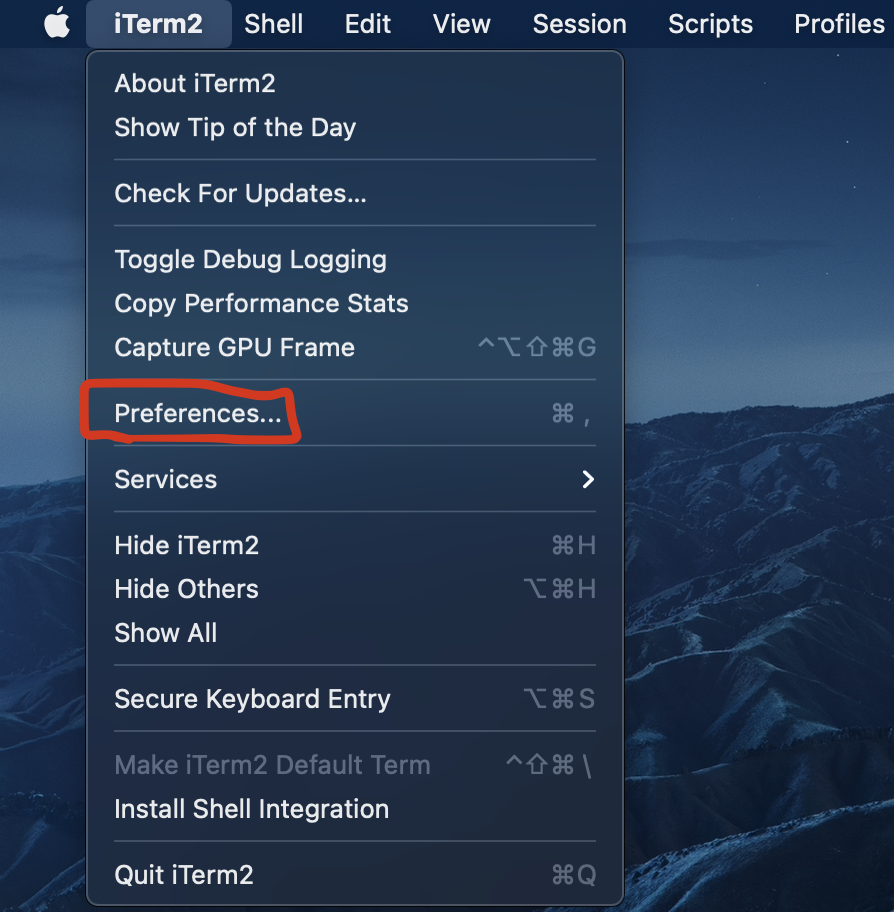 iTerm2 Shell Edit View Session Scripts Profiles
About iTerm2
Show Tip of the Day
Check For Updates...
Toggle Debug Logging
Copy Performance Stats
Capture GPU Frame ^⌥⇧⌘G
Preferences... ⌘,
Services
Hide iTerm2 ⌘H
Hide Others ⌥⌘H
Show All
Secure Keyboard Entry ⌥⌘S
Make iTerm2 Default Term ^⇧⌘\
Install Shell Integration
Quit iTerm2 ⌘Q